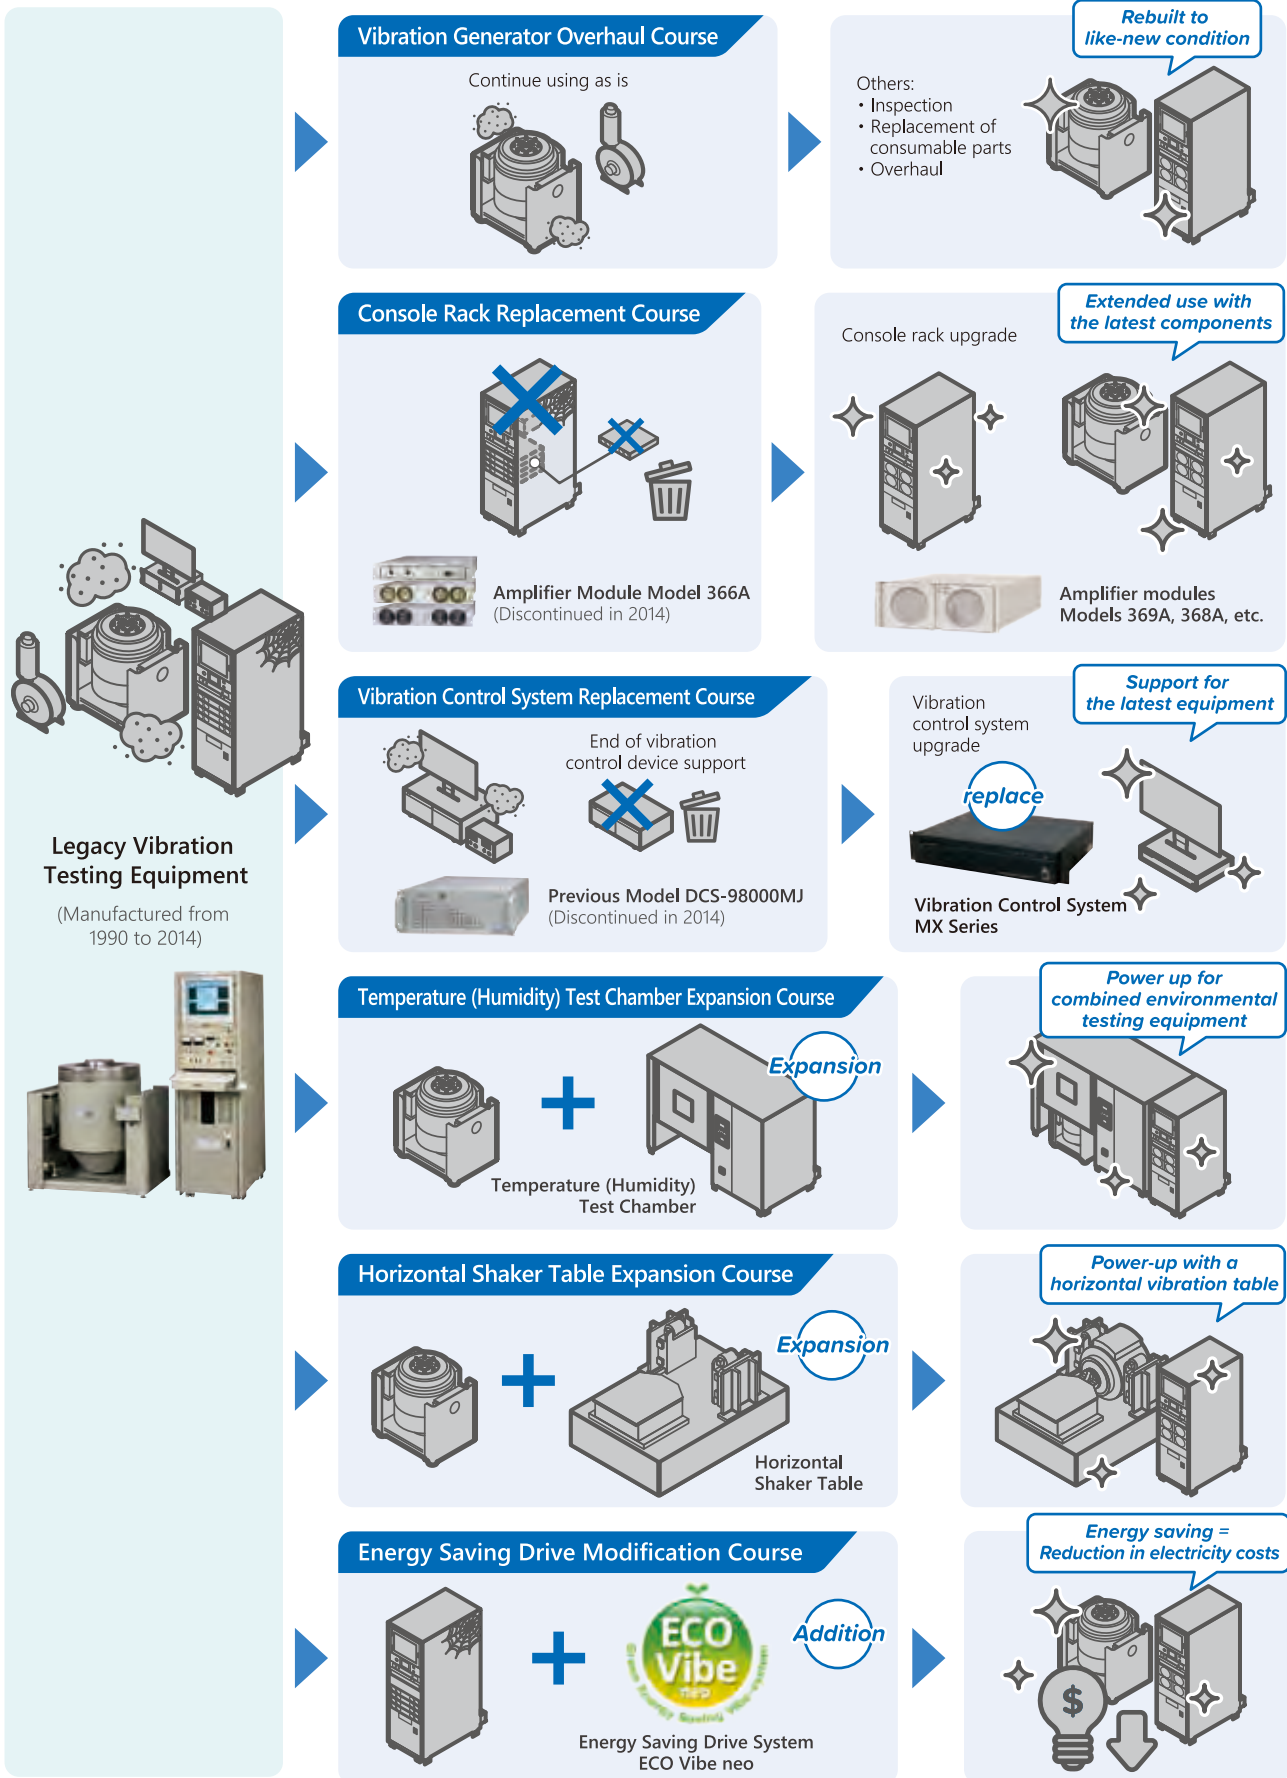 Legacy Vibration
Testing Equipment
(Manufactured from
1990 to 2014)
Vibration Generator Overhaul Course
Continue using as is
Others:
・Inspection
・Replacement of
consumable parts
・Overhaul
Rebuilt to
like-new condition
Console Rack Replacement Course
Amplifier Module Model 366A
(Discontinued in 2014)
Console rack upgrade
Extended use with
the latest components
Amplifier modules
Models 369A, 368A, etc.
Vibration Control System Replacement Course
End of vibration
control device support
Previous Model DCS-98000MJ
(Discontinued in 2014)
Vibration
control system
upgrade
Support for
the latest equipment
replace
Vibration Control System
MX Series
Temperature (Humidity) Test Chamber Expansion Course
Expansion
Temperature (Humidity)
Test Chamber
Power up for
combined environmental
testing equipment
Horizontal Shaker Table Expansion Course
Expansion
Horizontal
Shaker Table
Power-up with a
horizontal vibration table
Energy Saving Drive Modification Course
ECO
Vibe
neo
Addition
Energy Saving Drive System
ECO Vibe neo
Energy saving =
Reduction in electricity costs
$